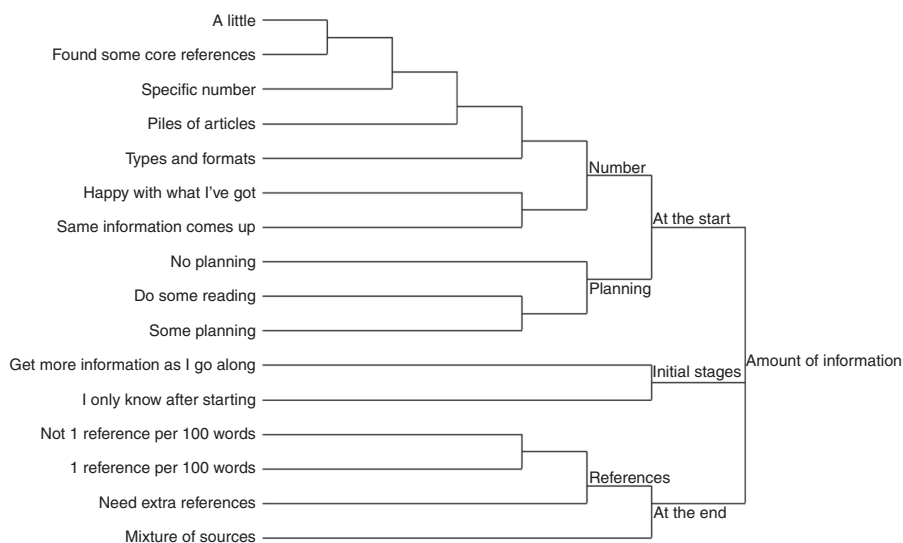 A little
Found some core references
Specific number
Piles of articles
Types and formats
Happy with what I've got
Same information comes up
No planning
Do some reading
Some planning
Get more information as I go along
I only know after starting
Not 1 reference per 100 words
1 reference per 100 words
Need extra references
Mixture of sources
Number
At the start
Planning
Initial stages
Amount of information
References
At the end